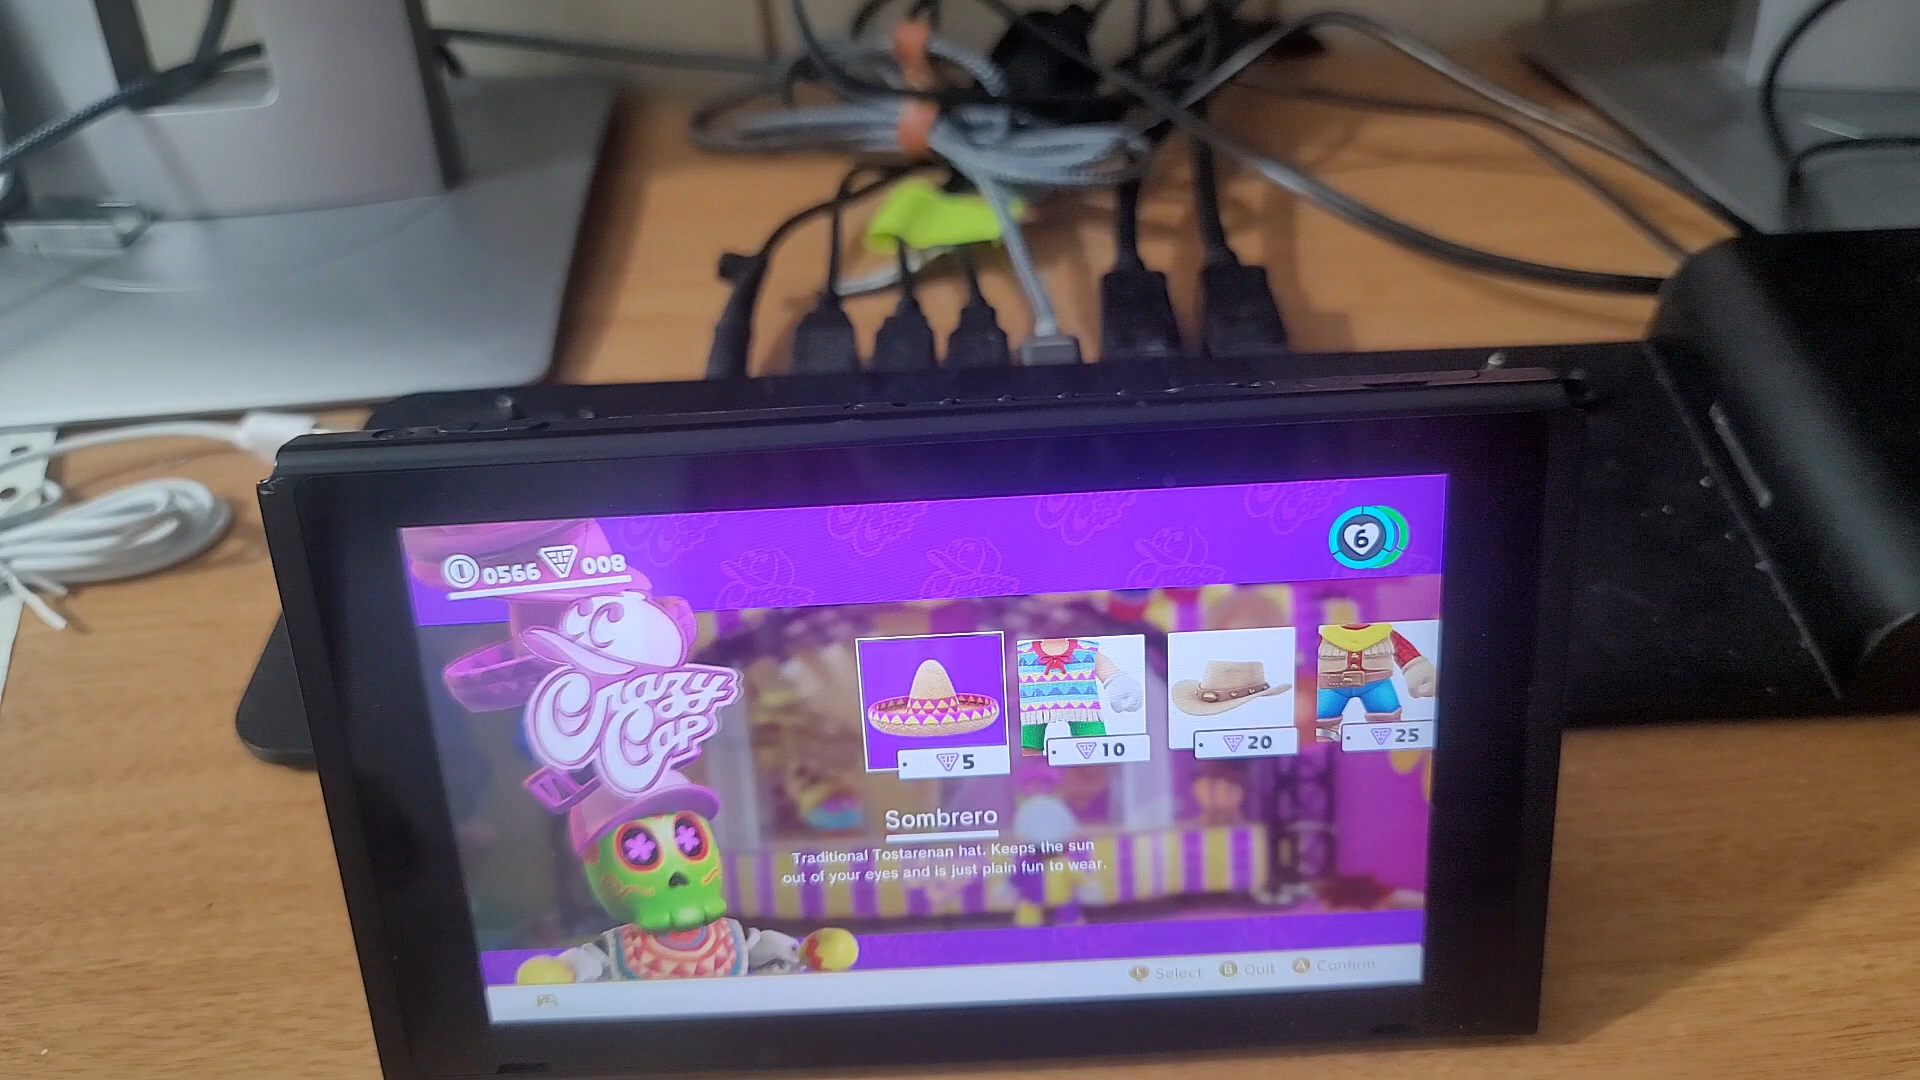 0566 008
6
Crazy
Cap
5
10
20
25
Sombrero
Traditional Tostarenan hat. Keeps the sun
out of your eyes and is just plain fun to wear.
Select B Quit A Confirm